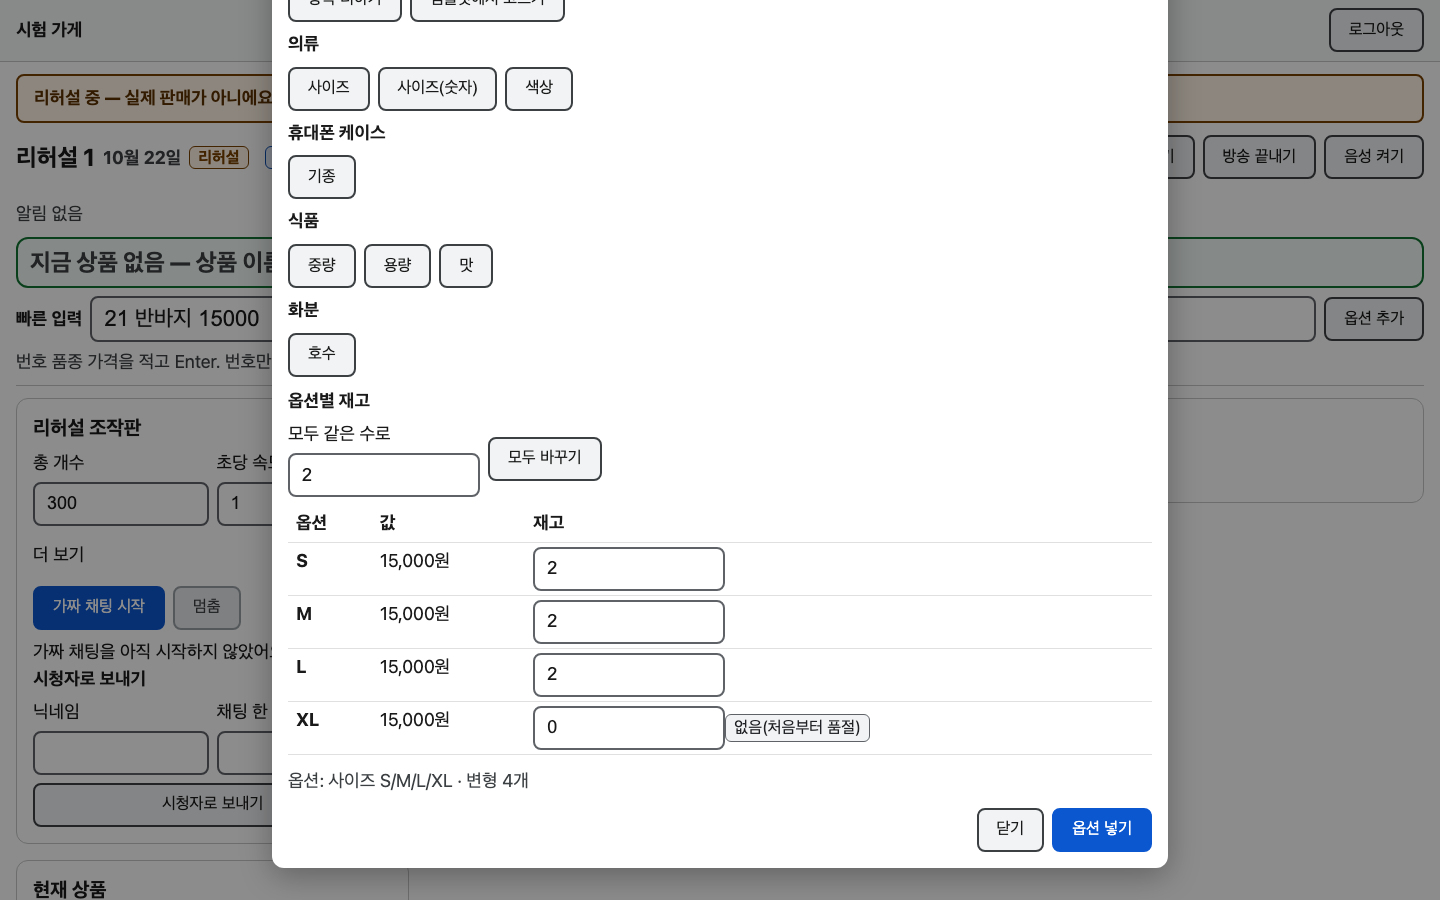 시험 가게
로그아웃
리허설 중 — 실제 판매가 아니에요
리허설 1 10월 22일 리허설
방송 끝내기 음성 켜기
알림 없음
지금 상품 없음 — 상품
빠른 입력 21 반바지 15000 옵션 추가
번호 품종 가격을 적고 Enter. 번호만
의류
사이즈 사이즈(숫자) 색상
휴대폰 케이스
기종
식품
중량 용량 맛
화분
호수
옵션별 재고
모두 같은 수로
2 모두 바꾸기
옵션 값 재고
S 15,000원 2
M 15,000원 2
L 15,000원 2
XL 15,000원 0 없음(처음부터 품절)
옵션: 사이즈 S/M/L/XL · 변형 4개
닫기 옵션 넣기
리허설 조작판
총 개수 초당
300 1
더 보기
가짜 채팅 시작 멈춤
가짜 채팅을 아직 시작하지 않았어
시청자로 보내기
닉네임 채팅 한
시청자로 보내기
현재 상품